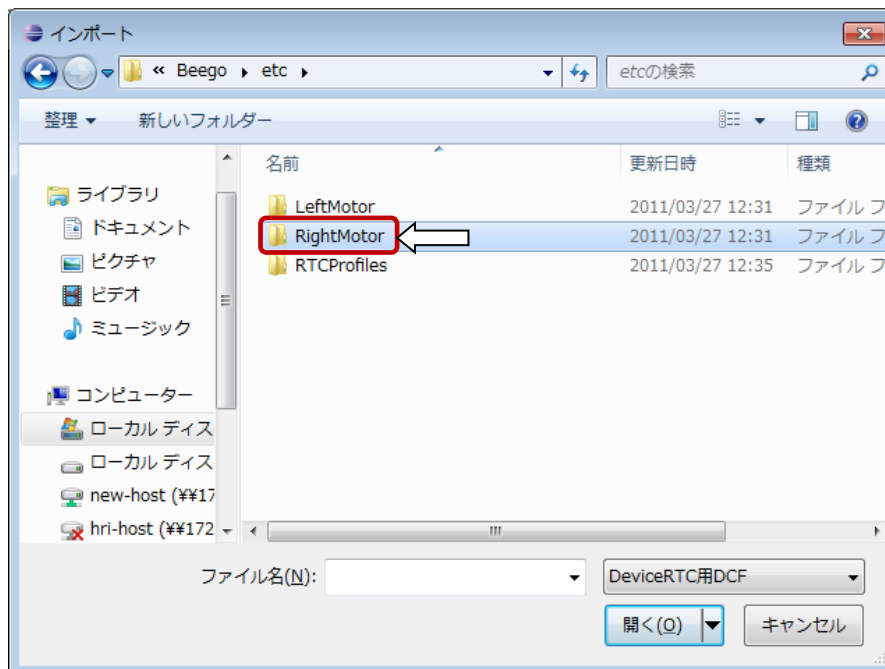 インポート
« Beego ▸ etc ▸
etcの検索
整理 ▼ 新しいフォルダー
名前 更新日時 種類
ライブラリ
ドキュメント
ピクチャ
ビデオ
ミュージック
コンピューター
ローカル ディス
ローカル ディス
new-host (¥¥17
hri-host (¥¥172
LeftMotor 2011/03/27 12:31 ファイル フ
RightMotor 2011/03/27 12:31 ファイル フ
RTCProfiles 2011/03/27 12:35 ファイル フ
ファイル名(N): DeviceRTC用DCF
開く(O) キャンセル